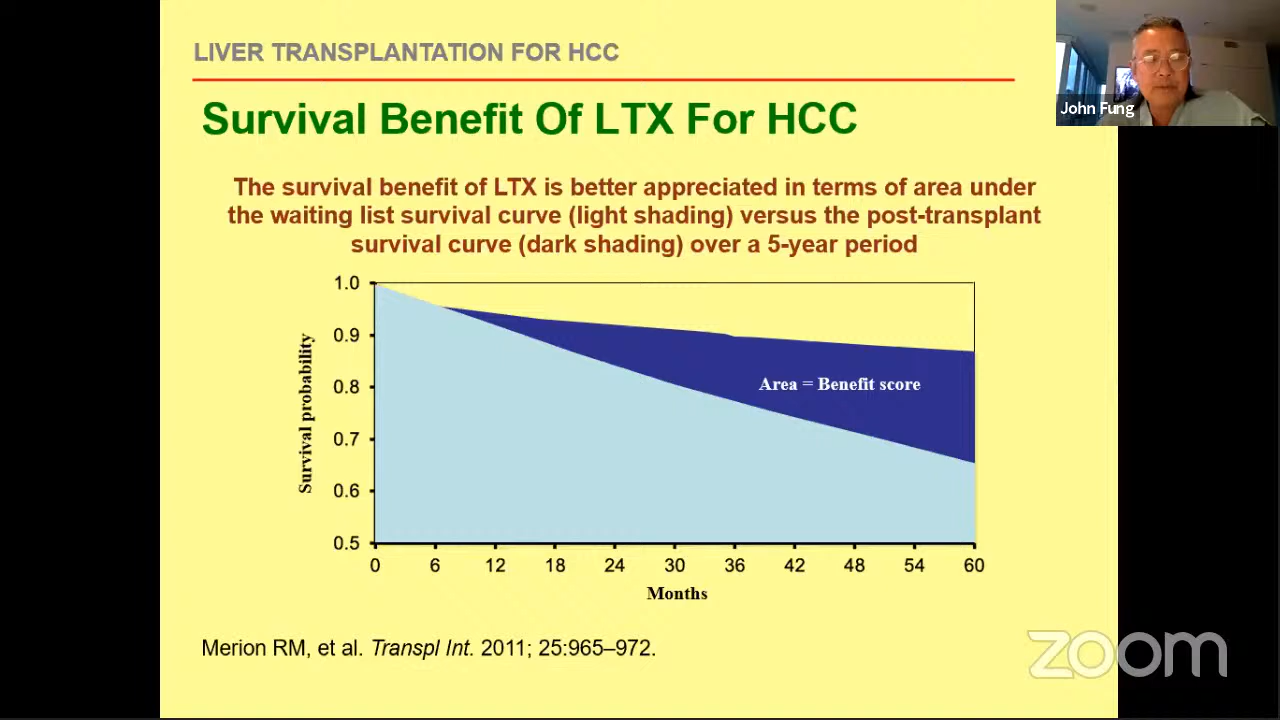 LIVER TRANSPLANTATION FOR HCC
Survival Benefit Of LTX For HCC
The survival benefit of LTX is better appreciated in terms of area under
the waiting list survival curve (light shading) versus the post-transplant
survival curve (dark shading) over a 5-year period
1.0
0.9
0.8
0.7
0.6
0.5
Survival probability
Area = Benefit score
0 6 12 18 24 30 36 42 48 54 60
Months
Merion RM, et al. Transpl Int. 2011; 25:965–972.
John Fung
zoom